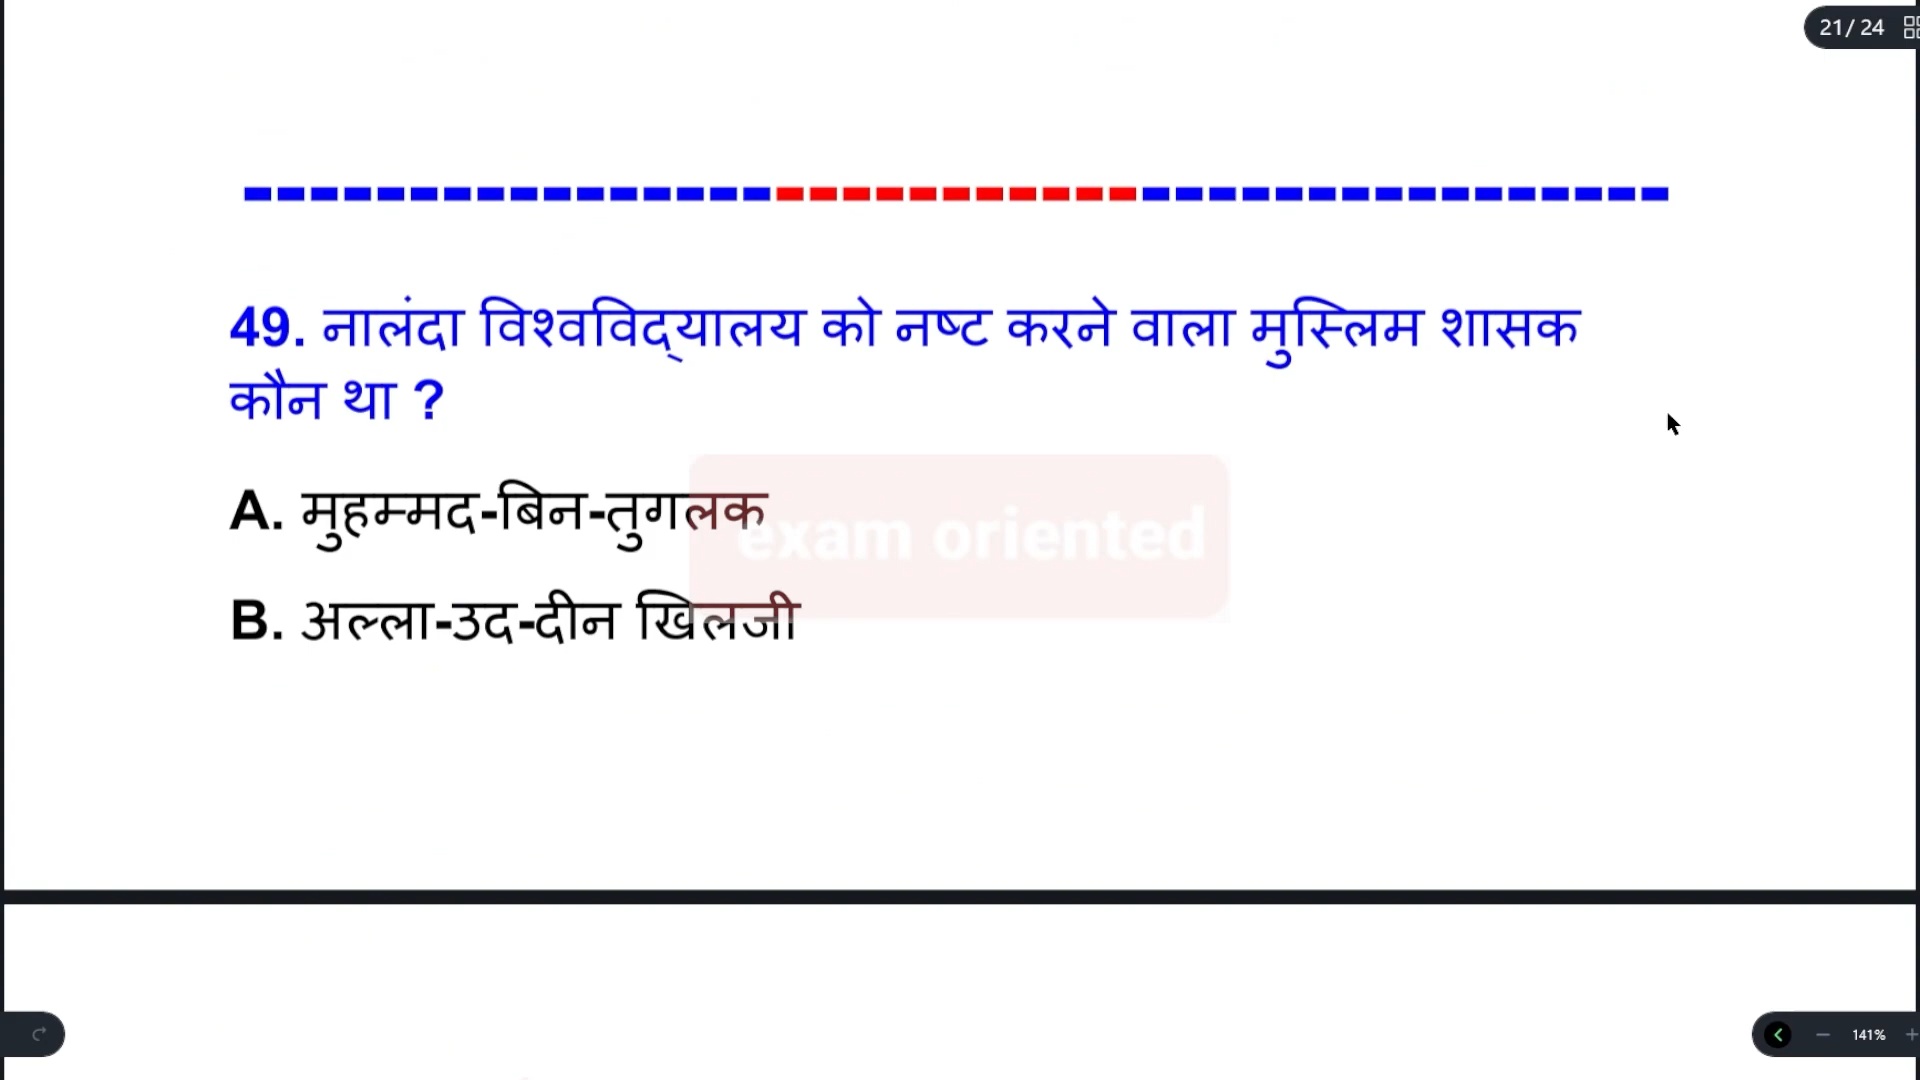 21/ 24
49. नालंदा विश्वविद्यालय को नष्ट करने वाला मुस्लिम शासक
कौन था ?
A. मुहम्मद-बिन-तुगलक
exam oriented
B. अल्ला-उद-दीन खिलजी
141%